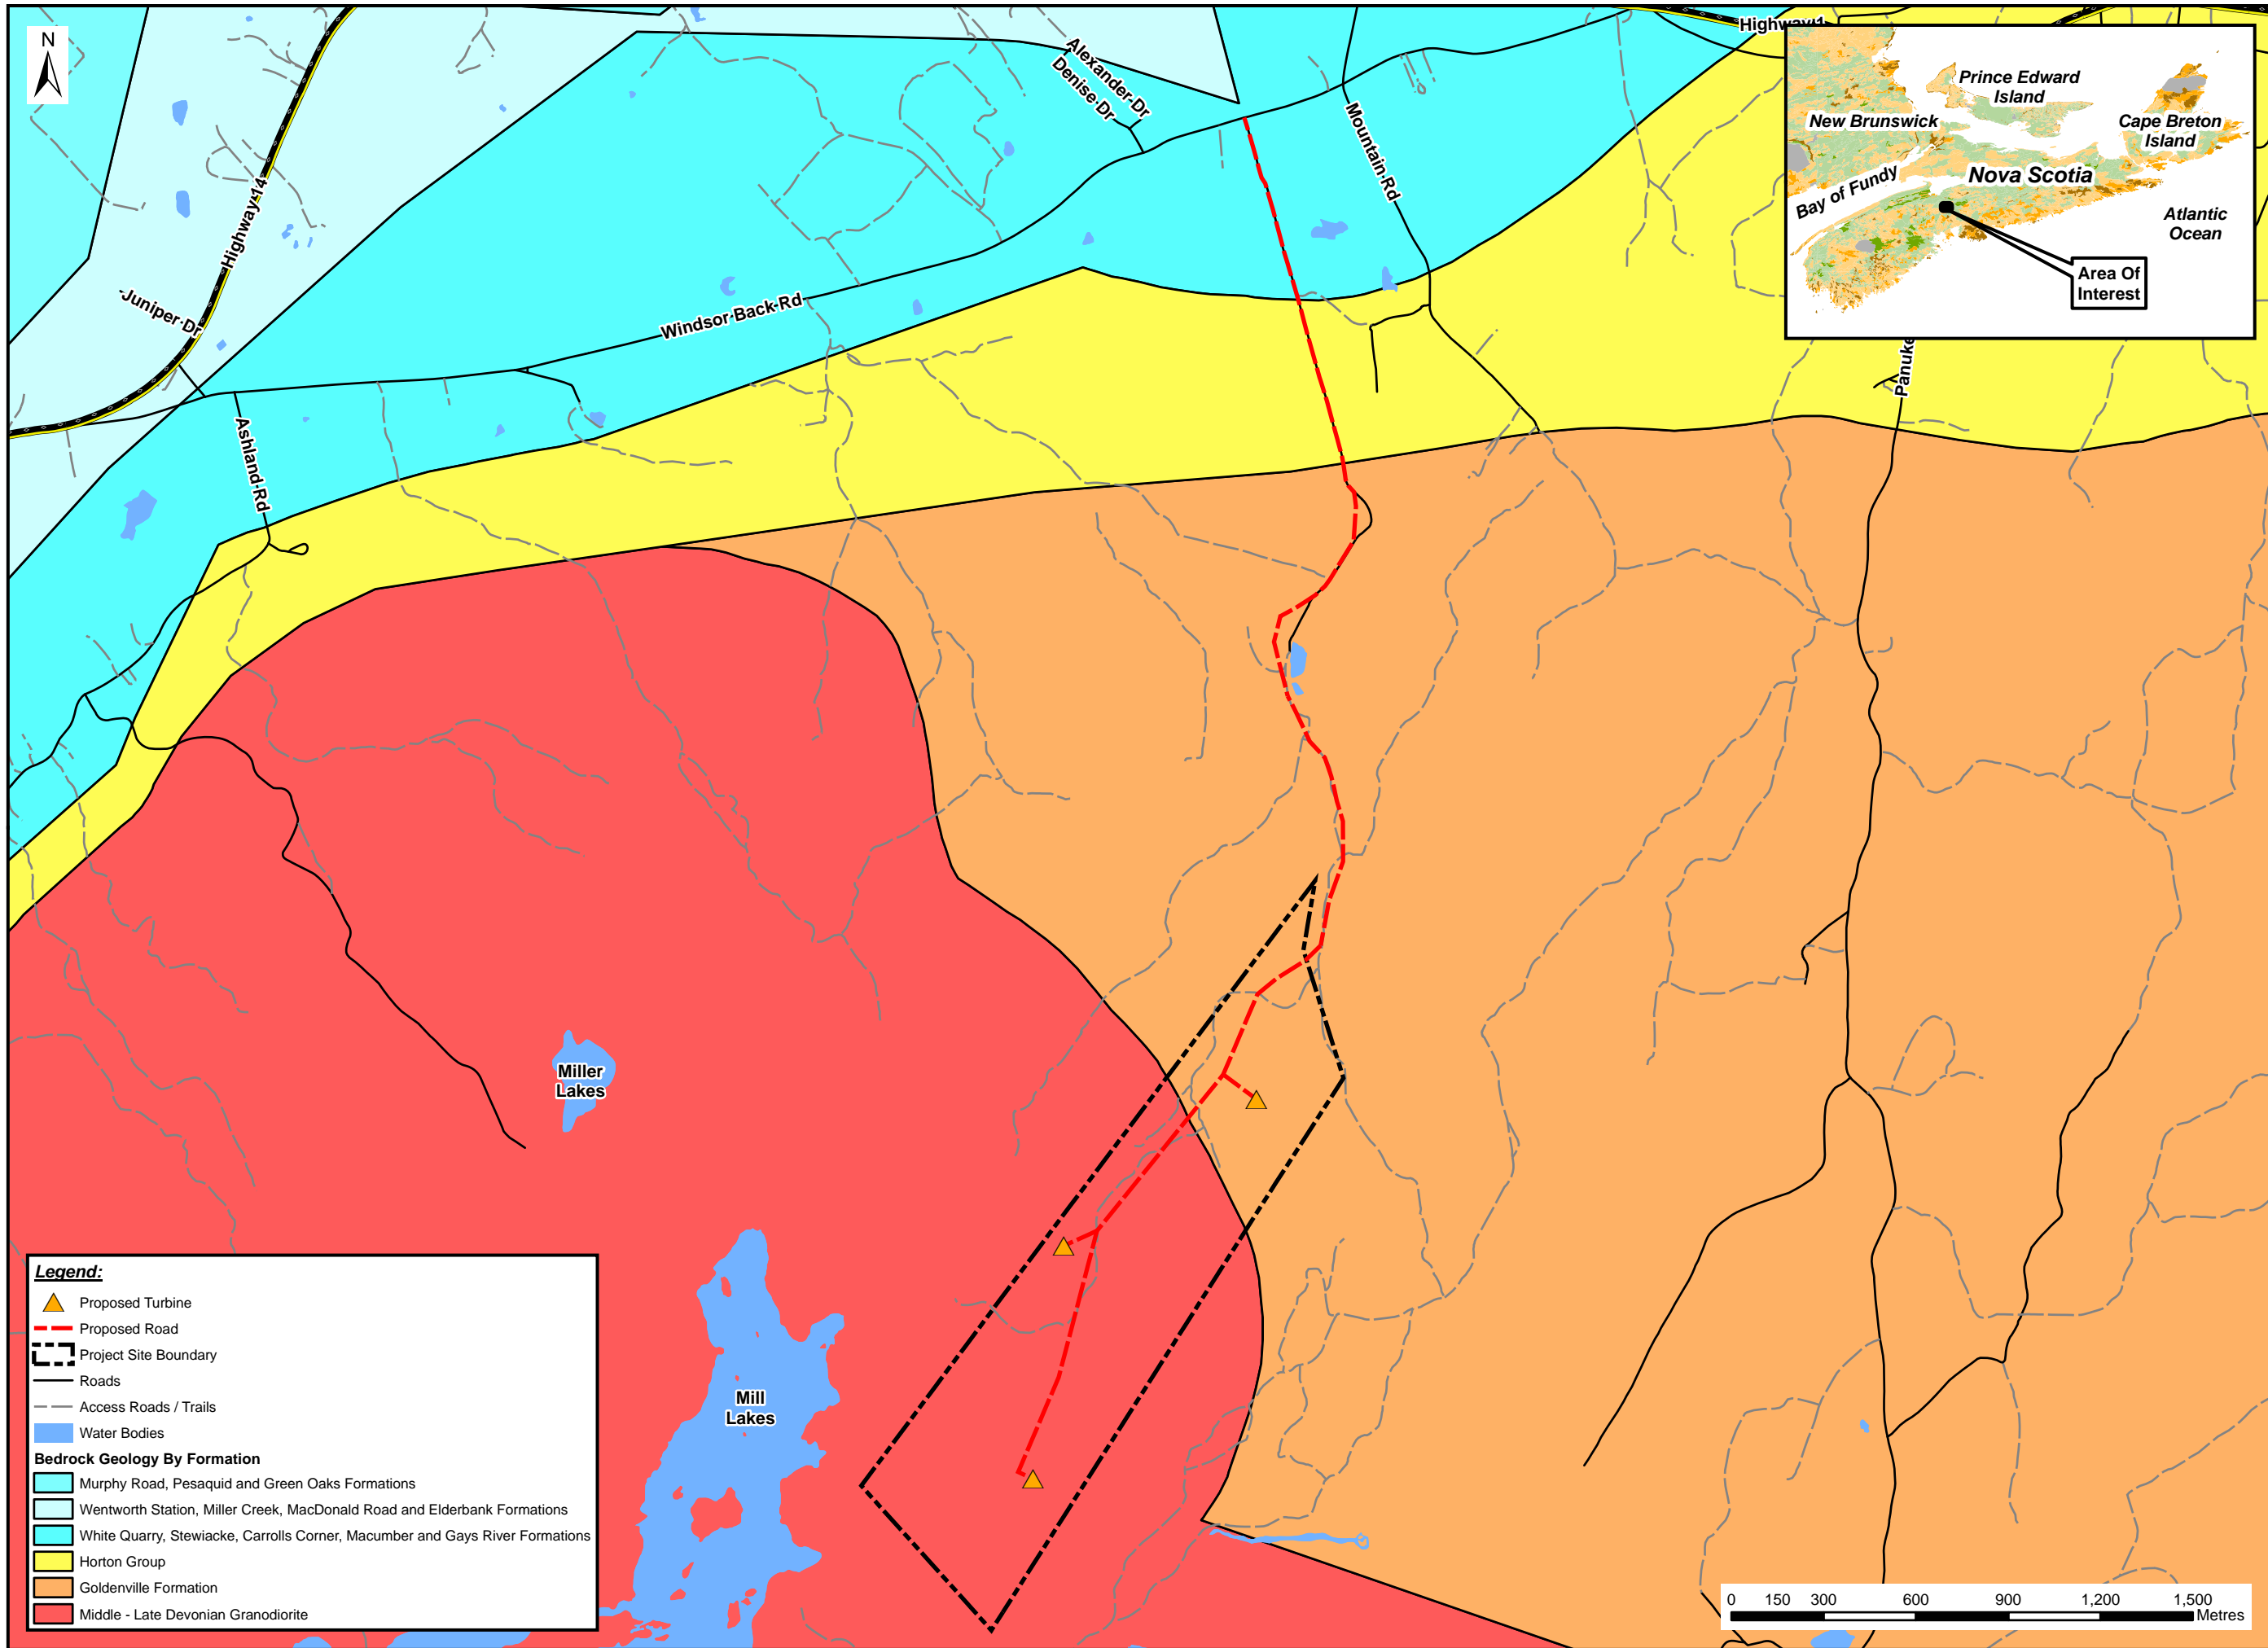 N
Highway 14
Juniper Dr
Ashland Rd
Windsor Back Rd
Alexander Dr
Denise Dr
Mountain Rd
Highway 1
Panuke
Prince Edward
Island
New Brunswick
Cape Breton
Island
Nova Scotia
Bay of Fundy
Atlantic
Ocean
Area Of
Interest
Miller
Lakes
Mill
Lakes
Legend:
Proposed Turbine
Proposed Road
Project Site Boundary
Roads
Access Roads / Trails
Water Bodies
Bedrock Geology By Formation
Murphy Road, Pesaquid and Green Oaks Formations
Wentworth Station, Miller Creek, MacDonald Road and Elderbank Formations
White Quarry, Stewiacke, Carrolls Corner, Macumber and Gays River Formations
Horton Group
Goldenville Formation
Middle - Late Devonian Granodiorite
0 150 300 600 900 1,200 1,500
Metres